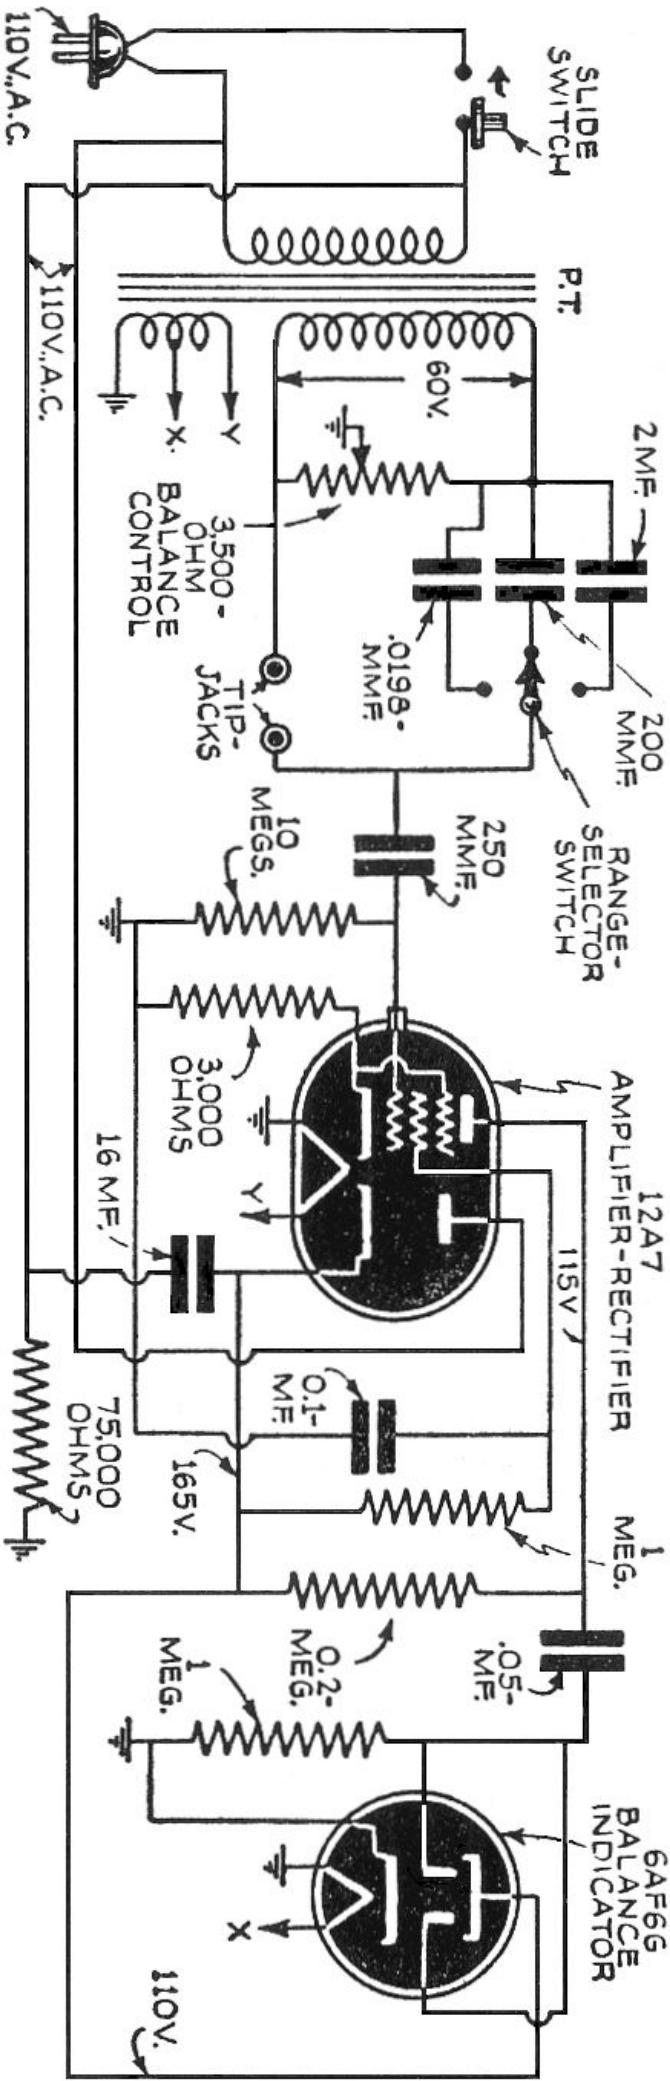 SLIDE
SWITCH
110V., A.C.
110V., A.C.
P.T.
60V.
Y
X.
3,500-
OHM
BALANCE
CONTROL
2 MF.
200
MMF.
.0198-
MMF.
RANGE-
SELECTOR
SWITCH
TIP-
JACKS
250
MMF.
10
MEGS.
3,000
OHMS
12A7
AMPLIFIER-RECTIFIER
Y
16 MF.
115V
0.1-
MF.
75,000
OHMS
165V.
1
MEG.
0.2-
MEG.
.05-
MF.
1
MEG.
6AF6G
BALANCE
INDICATOR
X
110V.